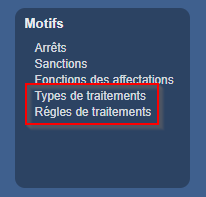 Motifs
Arrêts
Sanctions
Fonctions des affectations
Types de traitements
Régles de traitements